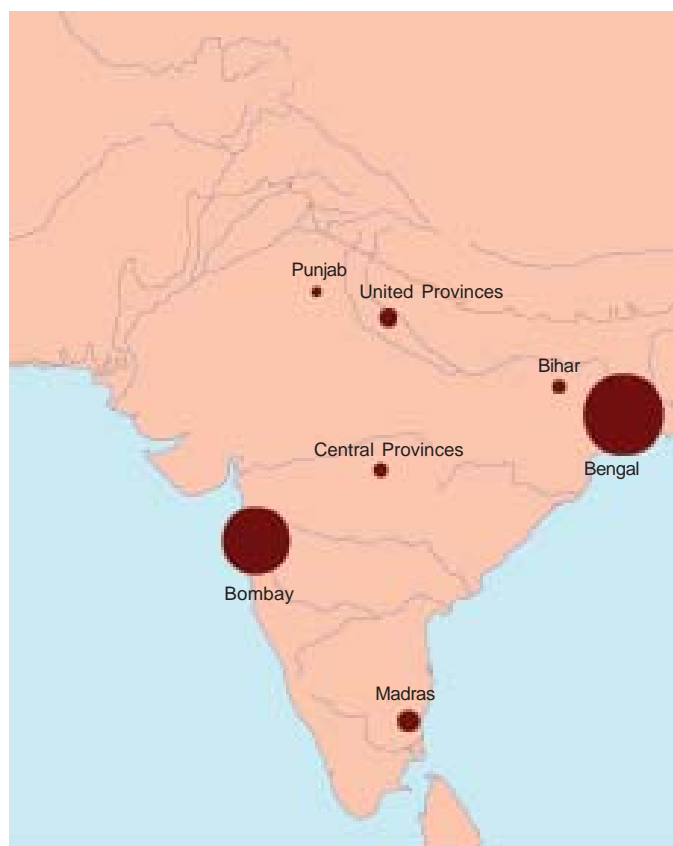 Punjab
United Provinces
Bihar
Central Provinces
Bengal
Bombay
Madras